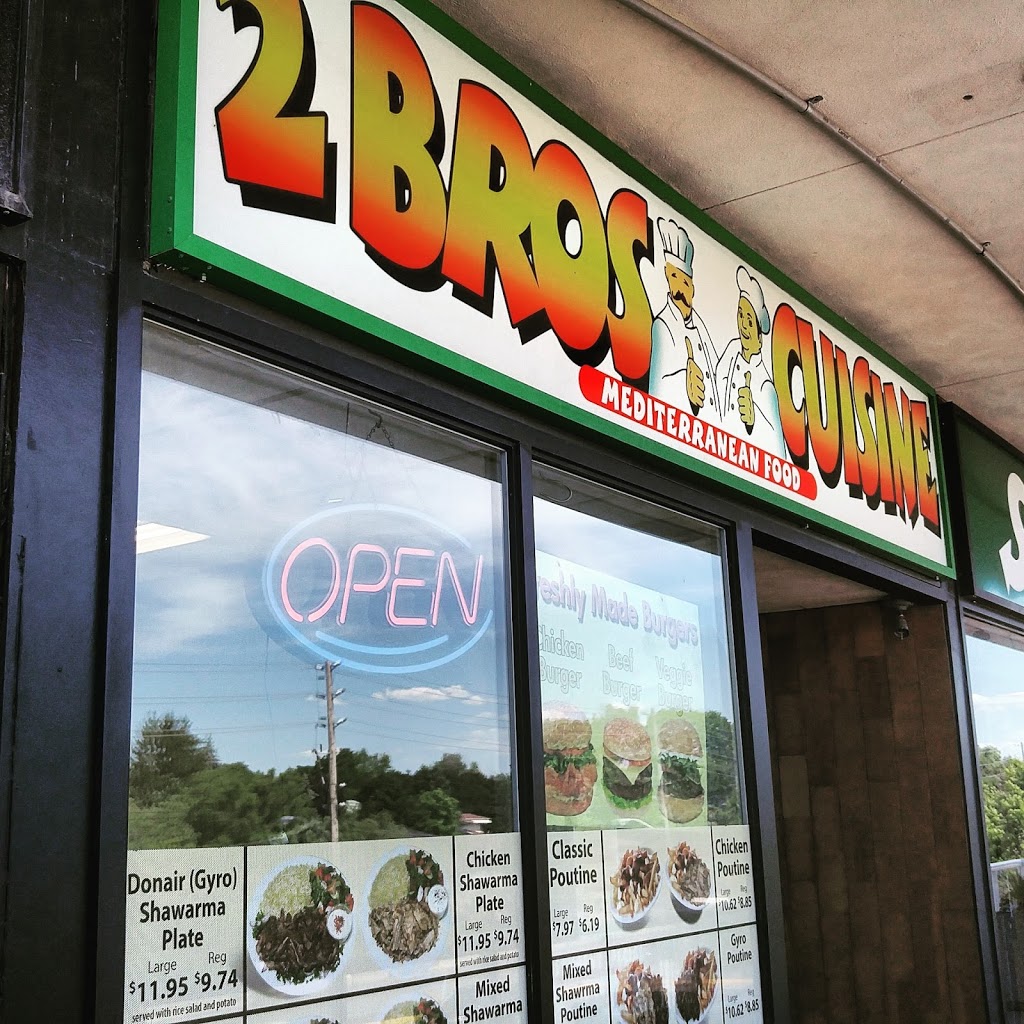 2 BROS CUISINE
MEDITERRANEAN FOOD
S
OPEN
Freshly Made Burgers
Chicken Burger
Beef Burger
Veggie Burger
Donair (Gyro)
Shawarma
Plate
Large Reg
$11.95 $9.74
served with rice salad and potato
Chicken
Shawarma
Plate
Large Reg
$11.95 $9.74
served with rice salad and potato
Mixed
Shawarma
Classic
Poutine
Large Reg
$7.97 $6.19
Chicken
Poutine
Large Reg
$10.62 $8.85
Mixed
Shawrma
Poutine
Gyro
Poutine
Large Reg
$10.62 $8.85